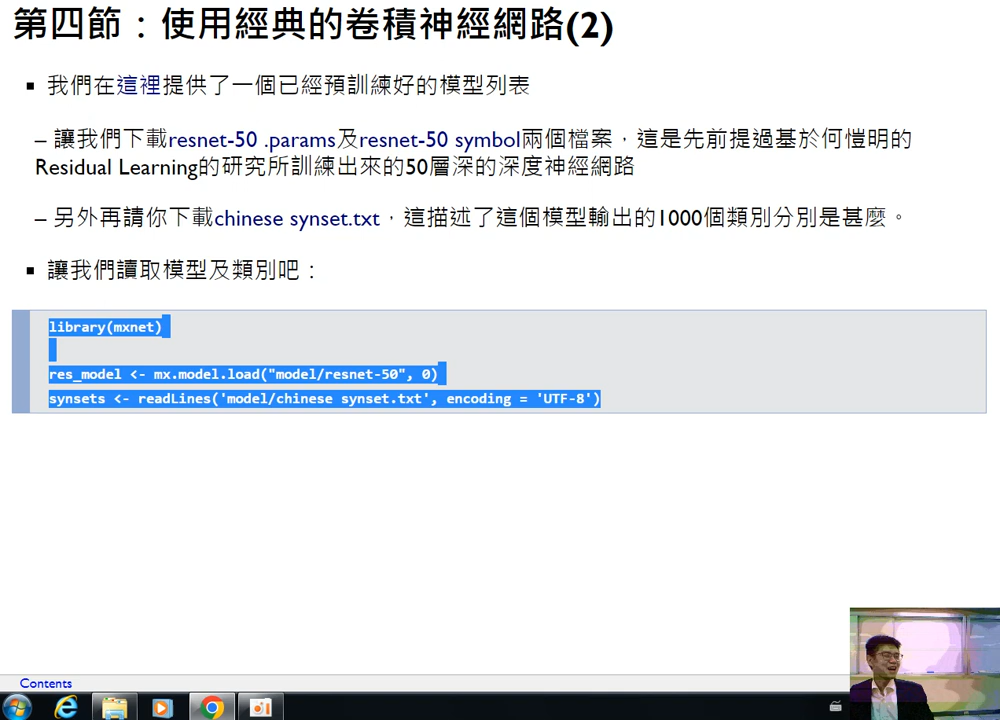 第四節：使用經典的卷積神經網路(2)
▪ 我們在這裡提供了一個已經預訓練好的模型列表
– 讓我們下載resnet-50 .params及resnet-50 symbol兩個檔案，這是先前提過基於何愷明的
Residual Learning的研究所訓練出來的50層深的深度神經網路
– 另外再請你下載chinese synset.txt，這描述了這個模型輸出的1000個類別分別是甚麼。
▪ 讓我們讀取模型及類別吧：
library(mxnet)
res_model <- mx.model.load("model/resnet-50", 0)
synsets <- readLines('model/chinese synset.txt', encoding = 'UTF-8')
Contents